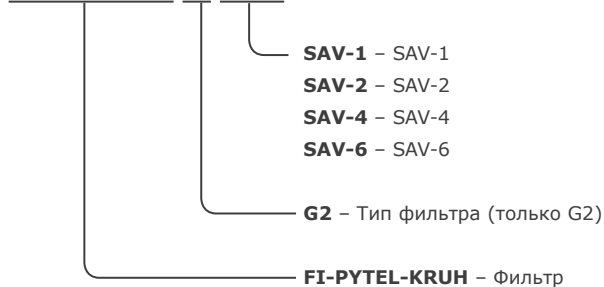 SAV-1 – SAV-1
SAV-2 – SAV-2
SAV-4 – SAV-4
SAV-6 – SAV-6
G2 – Тип фильтра (только G2)
FI-PYTEL-KRUH – Фильтр